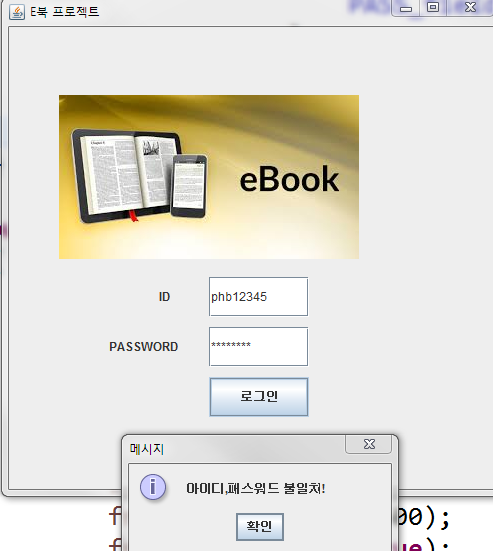 E북 프로젝트
eBook
ID
phb12345
PASSWORD
********
로그인
메시지
아이디,패스워드 불일치!
확인
00);